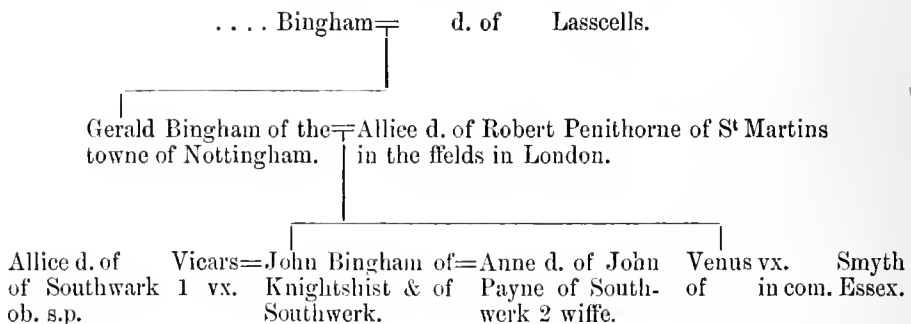 .... Bingham= d. of Lasscells.
Gerald Bingham of the=Allice d. of Robert Penithorne of St Martins
towne of Nottingham. in the ffelds in London.
Allice d. of Vicars=John Bingham of=Anne d. of John Venus vx. Smyth
of Southwark 1 vx. Knightshist & of Payne of South- of in com. Essex.
ob. s.p. Southwerk. werk 2 wiffe.